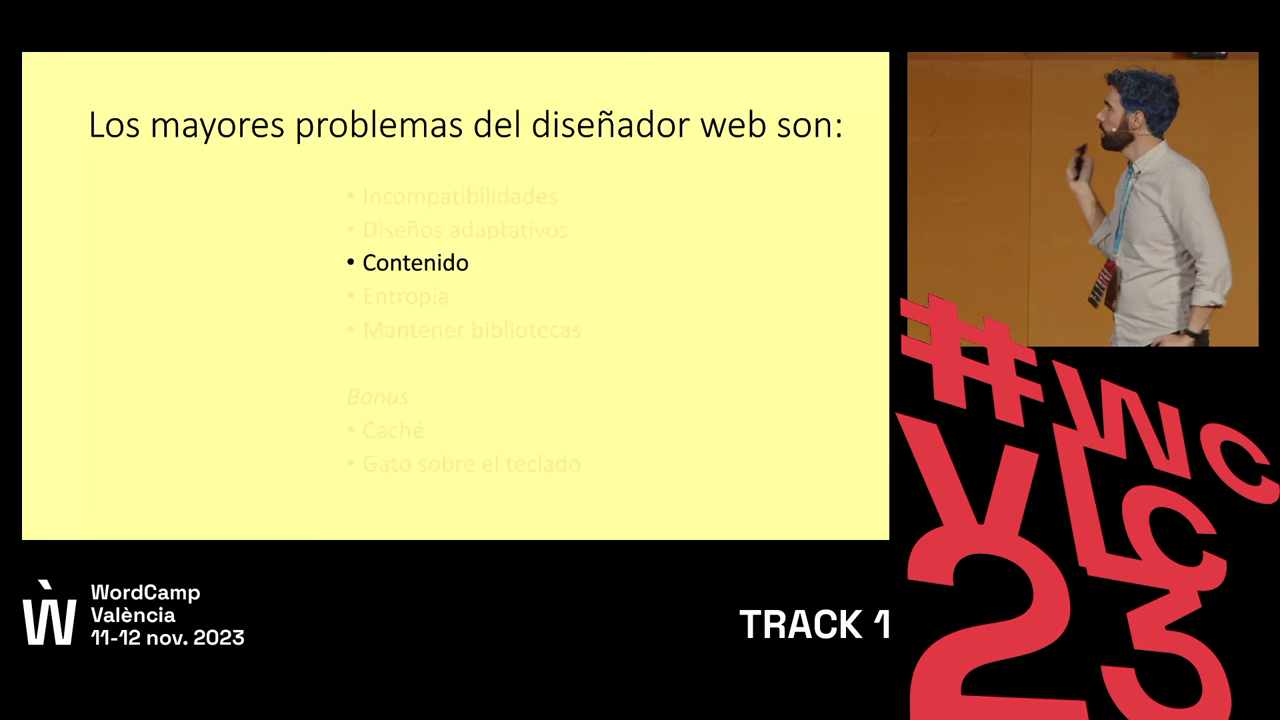 Los mayores problemas del diseñador web son:
• Incompatibilidades
• Diseños adaptativos
• Contenido
• Entropía
• Mantener bibliotecas
Bonus
• Caché
• Gato sobre el teclado
#WC
VLC
23
Ẁ WordCamp
València
11-12 nov. 2023
TRACK 1